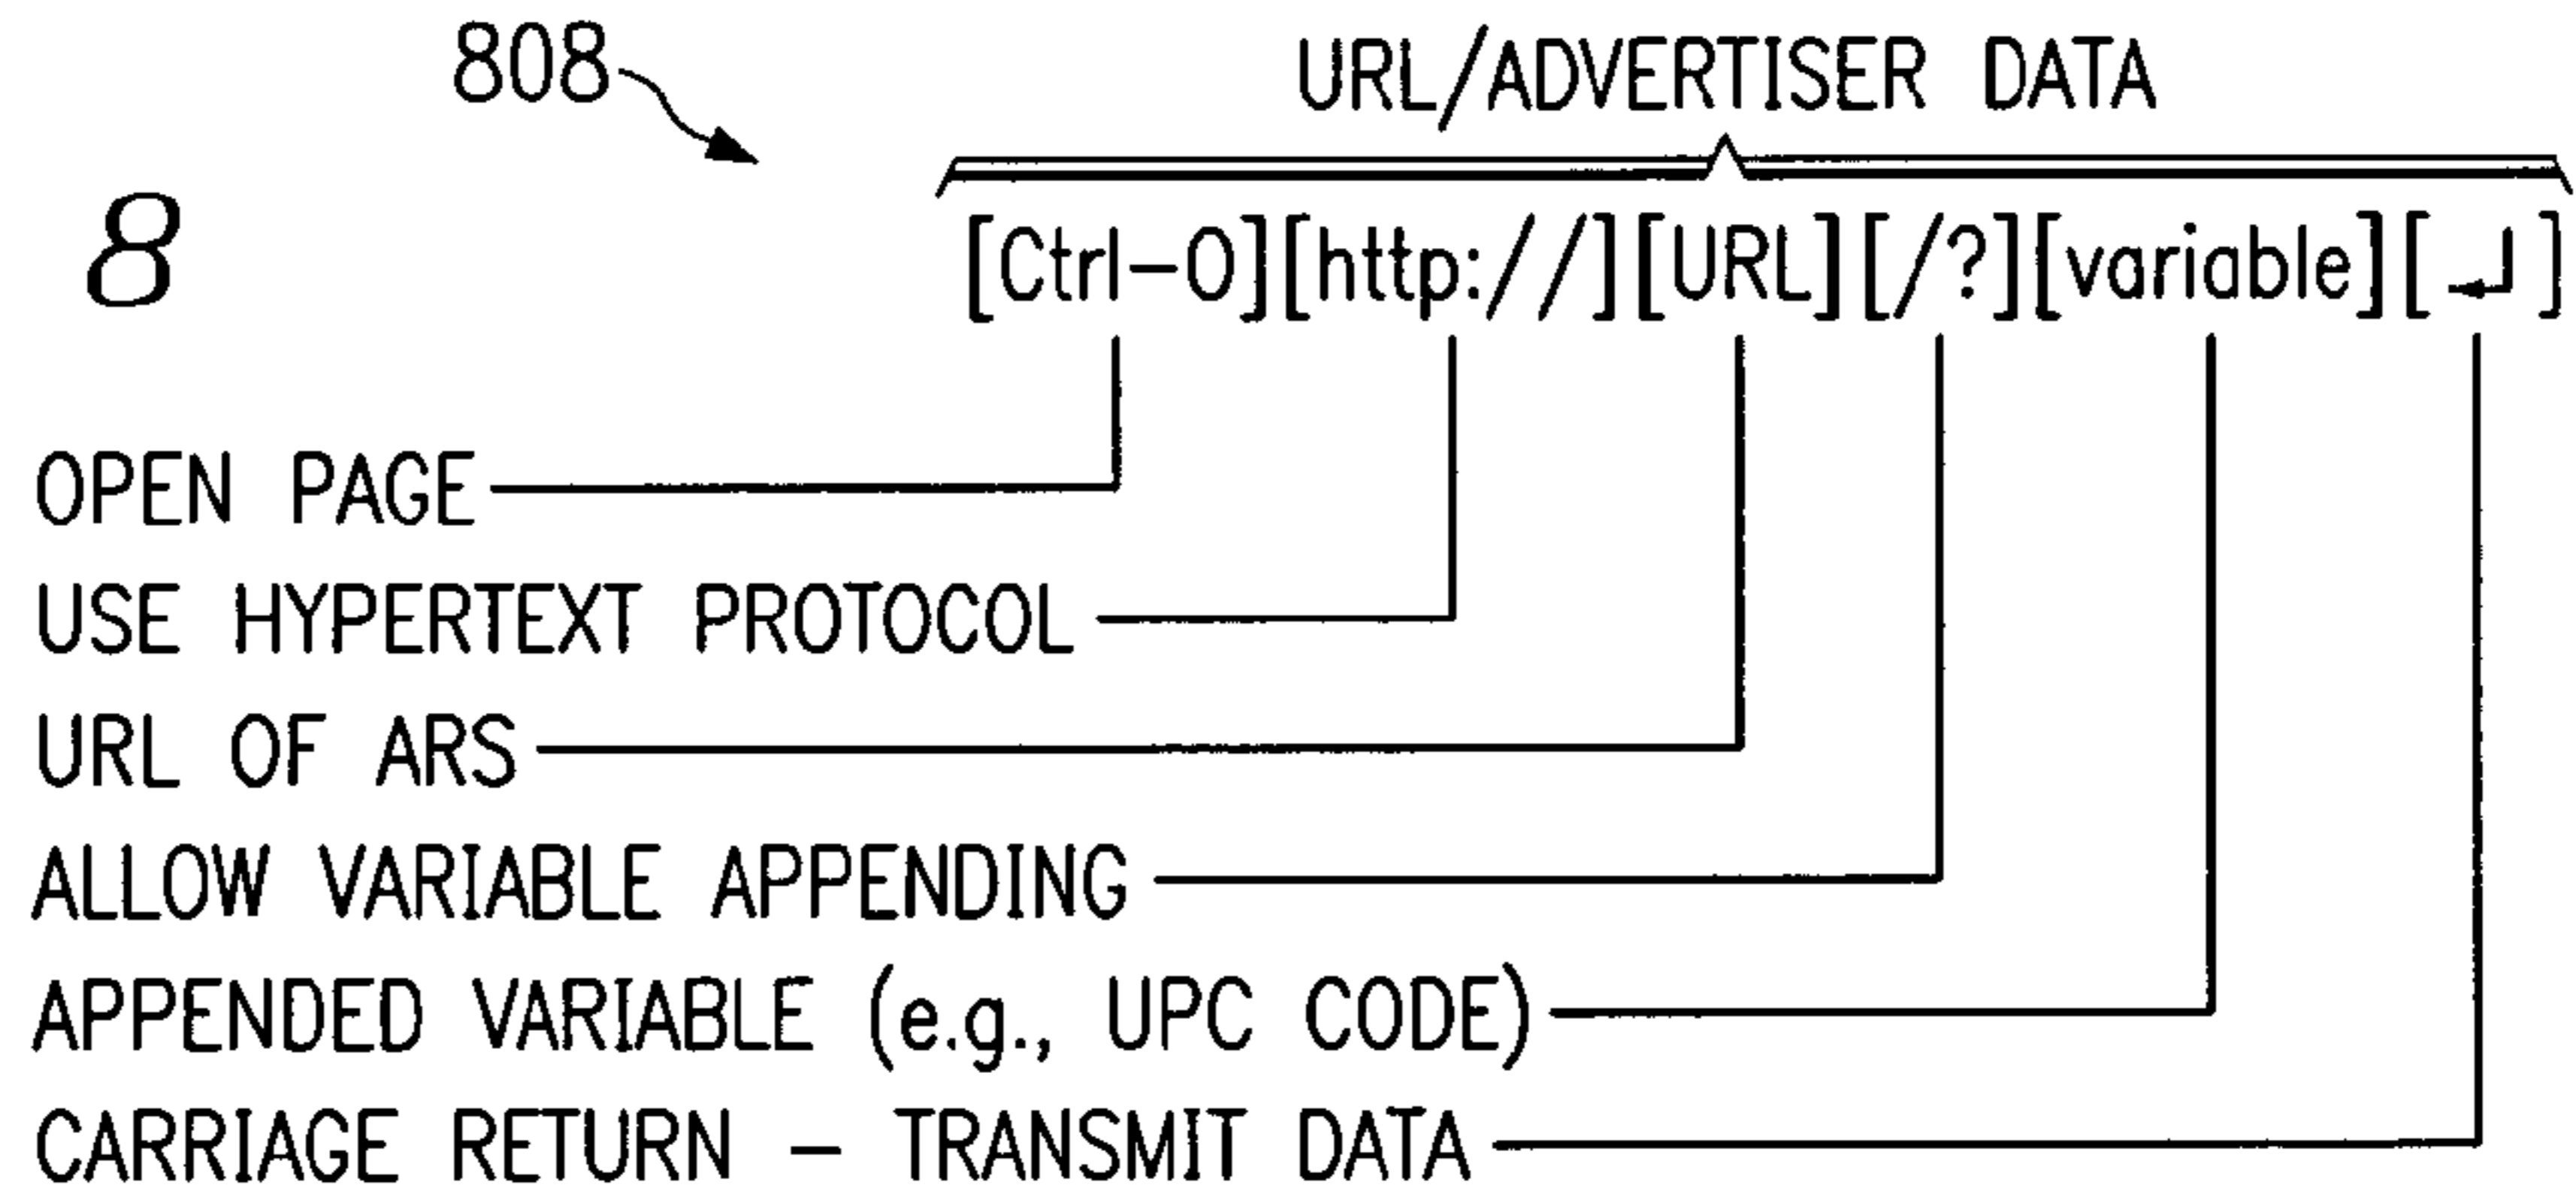 808
URL/ADVERTISER DATA
8
[Ctrl-O][http://][URL][/?][variable][↵]
OPEN PAGE
USE HYPERTEXT PROTOCOL
URL OF ARS
ALLOW VARIABLE APPENDING
APPENDED VARIABLE (e.g., UPC CODE)
CARRIAGE RETURN – TRANSMIT DATA